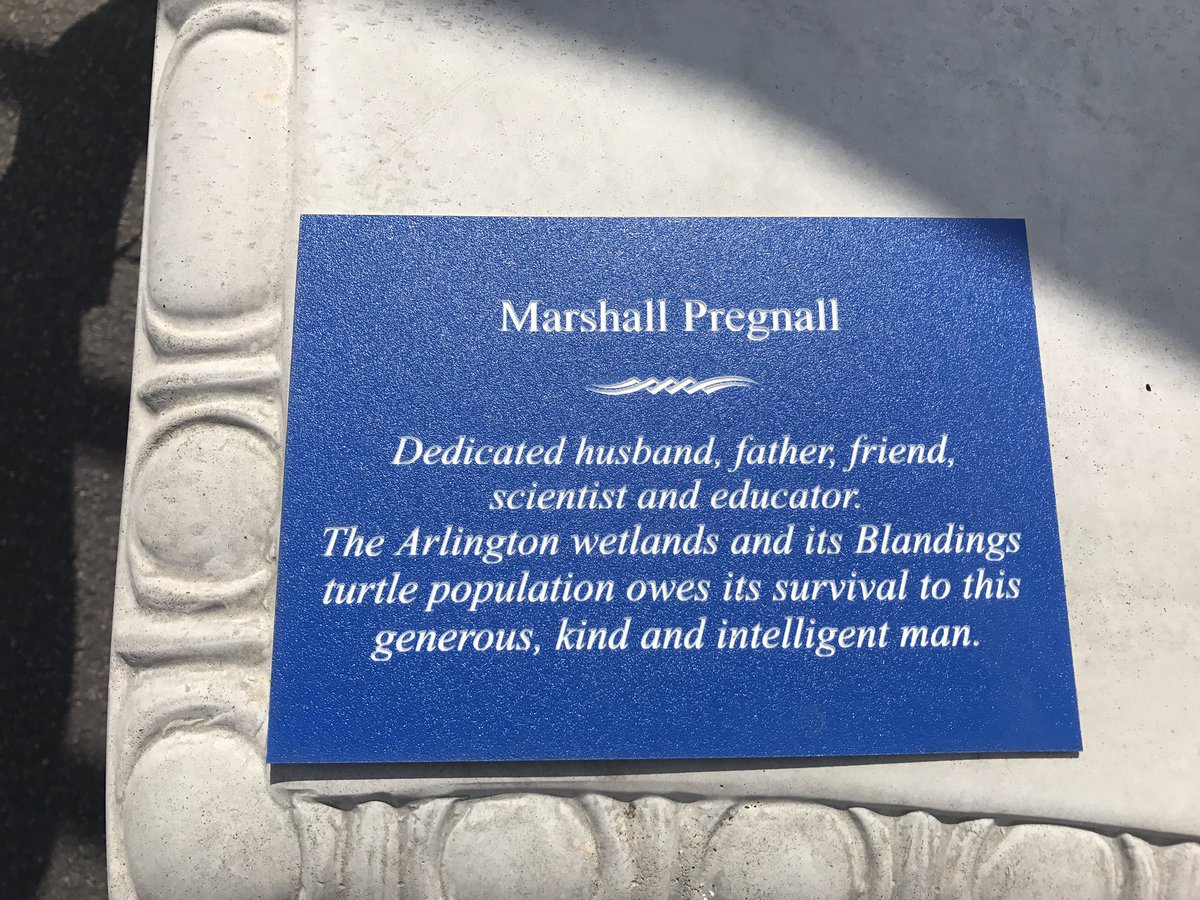 Marshall Pregnall
Dedicated husband, father, friend,
scientist and educator.
The Arlington wetlands and its Blandings
turtle population owes its survival to this
generous, kind and intelligent man.